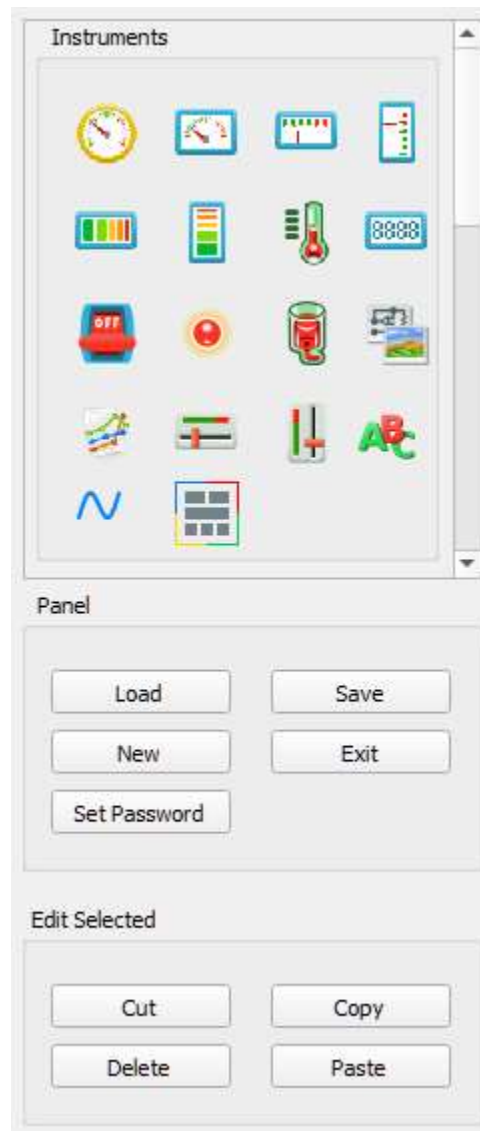 Instruments
8888
OFF
ABC
Panel
Load
Save
New
Exit
Set Password
Edit Selected
Cut
Copy
Delete
Paste